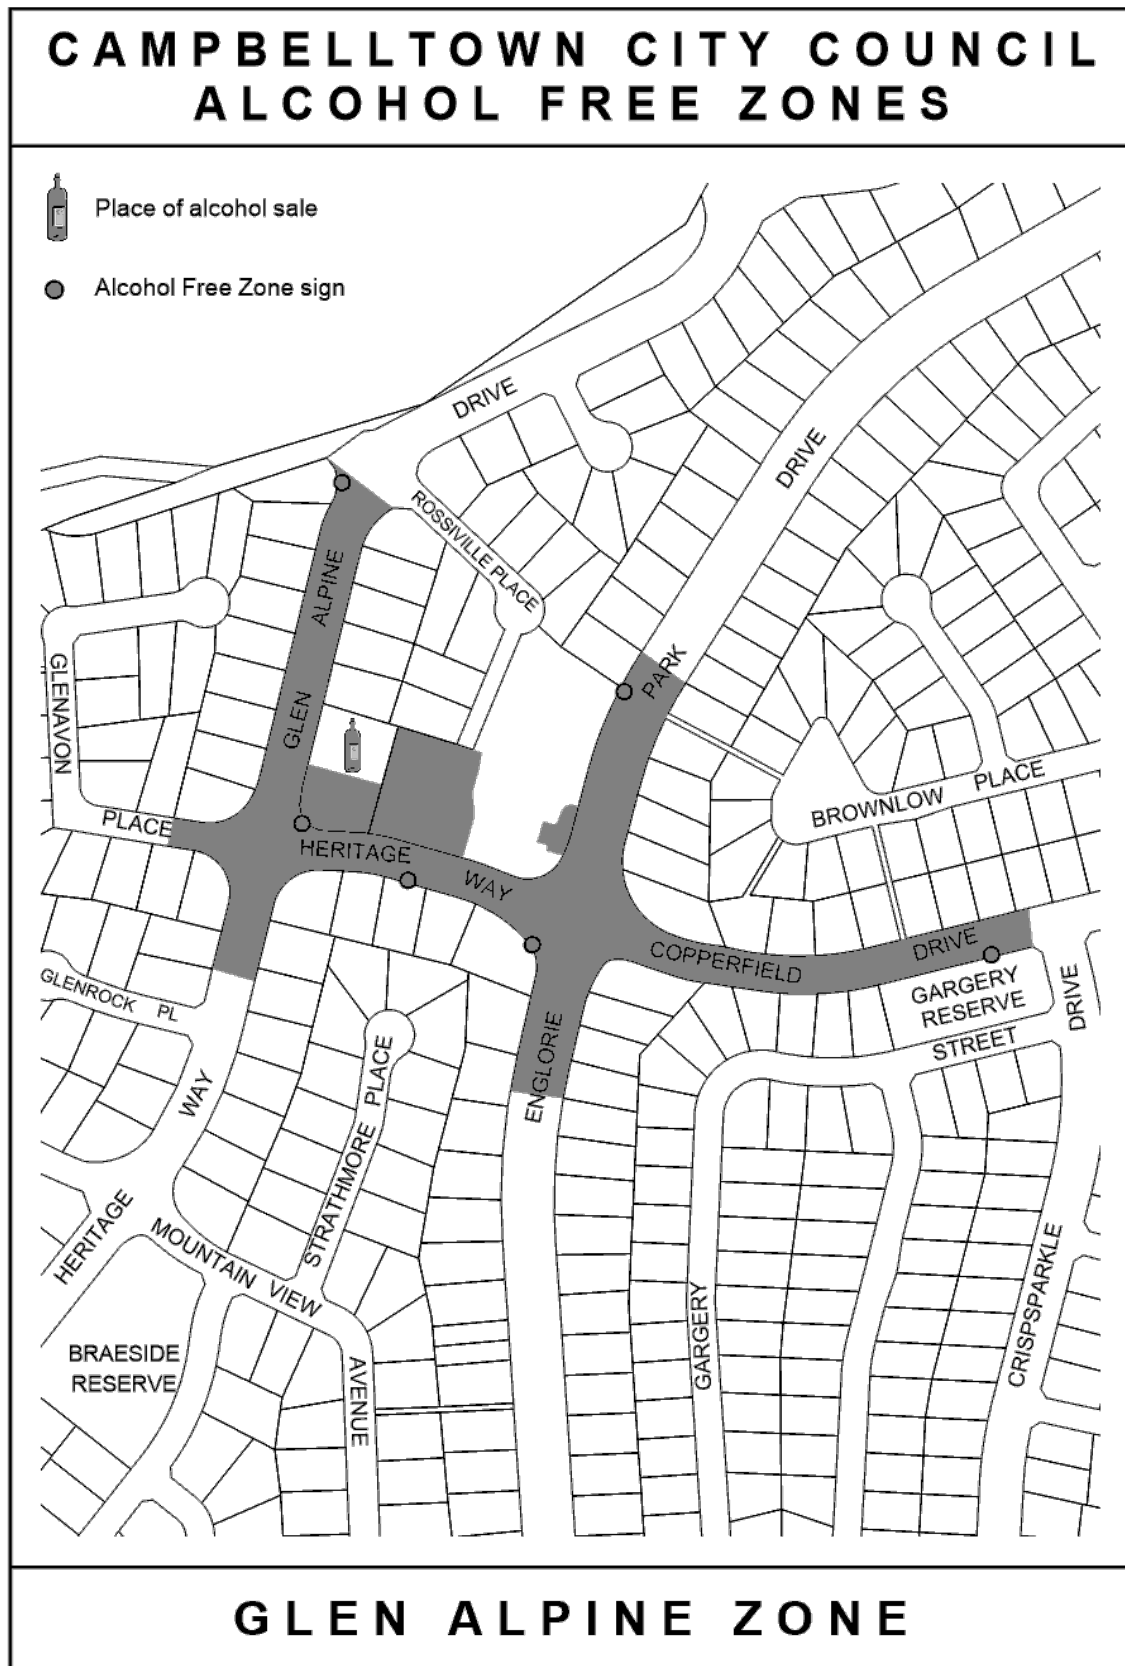 CAMPBELLTOWN CITY COUNCIL
ALCOHOL FREE ZONES
Place of alcohol sale
Alcohol Free Zone sign
DRIVE
DRIVE
ROSSIVILLE PLACE
ALPINE
GLEN
PARK
GLENAVON
PLACE
BROWNLOW PLACE
HERITAGE
WAY
COPPERFIELD
DRIVE
GLENROCK PL
GARGERY
RESERVE
DRIVE
STREET
ENGLORIE
STRATHMORE PLACE
WAY
HERITAGE
MOUNTAIN VIEW
AVENUE
BRAESIDE
RESERVE
GARGERY
CRISPSPARKLE
GLEN ALPINE ZONE